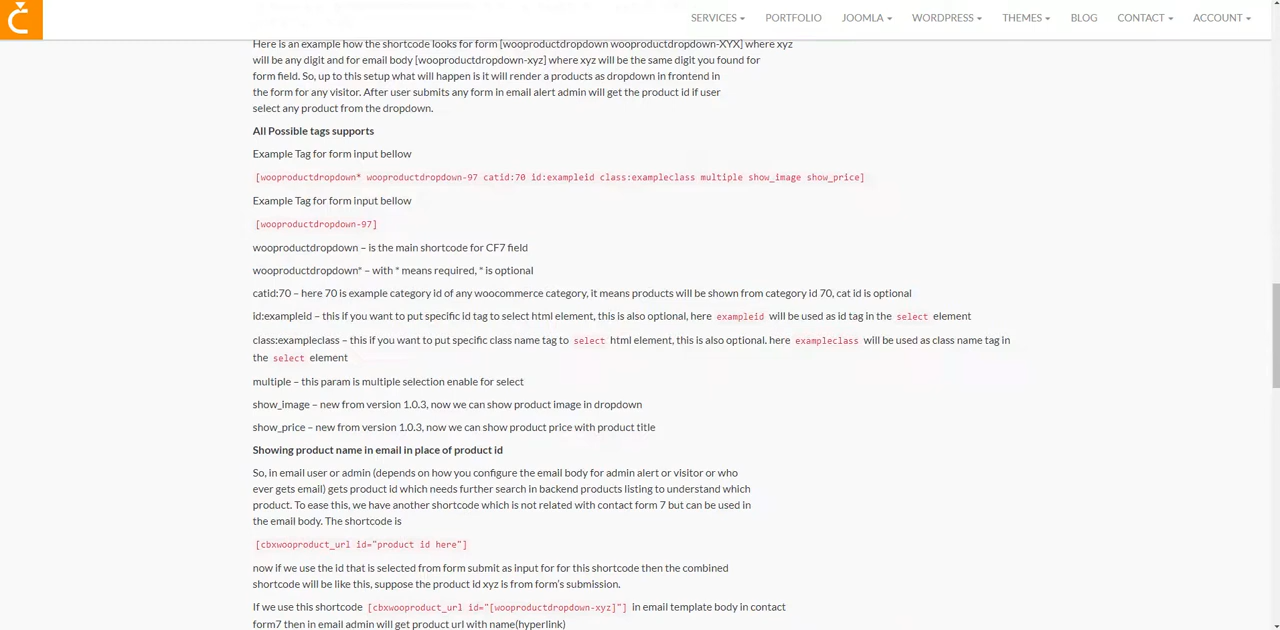 SERVICES PORTFOLIO JOOMLA WORDPRESS THEMES BLOG CONTACT ACCOUNT
Here is an example how the shortcode looks for form [wooproductdropdown wooproductdropdown-XYX] where xyz
will be any digit and for email body [wooproductdropdown-xyz] where xyz will be the same digit you found for
form field. So, up to this setup what will happen is it will render a products as dropdown in frontend in
the form for any visitor. After user submits any form in email alert admin will get the product id if user
select any product from the dropdown.
All Possible tags supports
Example Tag for form input bellow
[wooproductdropdown* wooproductdropdown-97 catid:70 id:exampleid class:exampleclass multiple show_image show_price]
Example Tag for form input bellow
[wooproductdropdown-97]
wooproductdropdown – is the main shortcode for CF7 field
wooproductdropdown* – with * means required, * is optional
catid:70 – here 70 is example category id of any woocommerce category, it means products will be shown from category id 70, cat id is optional
id:exampleid – this if you want to put specific id tag to select html element, this is also optional, here exampleid will be used as id tag in the select element
class:exampleclass – this if you want to put specific class name tag to select html element, this is also optional. here exampleclass will be used as class name tag in
the select element
multiple – this param is multiple selection enable for select
show_image – new from version 1.0.3, now we can show product image in dropdown
show_price – new from version 1.0.3, now we can show product price with product title
Showing product name in email in place of product id
So, in email user or admin (depends on how you configure the email body for admin alert or visitor or who
ever gets email) gets product id which needs further search in backend products listing to understand which
product. To ease this, we have another shortcode which is not related with contact form 7 but can be used in
the email body. The shortcode is
[cbxwooproduct_url id="product id here"]
now if we use the id that is selected from form submit as input for for this shortcode then the combined
shortcode will be like this, suppose the product id xyz is from form's submission.
If we use this shortcode [cbxwooproduct_url id="[wooproductdropdown-xyz]"] in email template body in contact
form7 then in email admin will get product url with name(hyperlink)